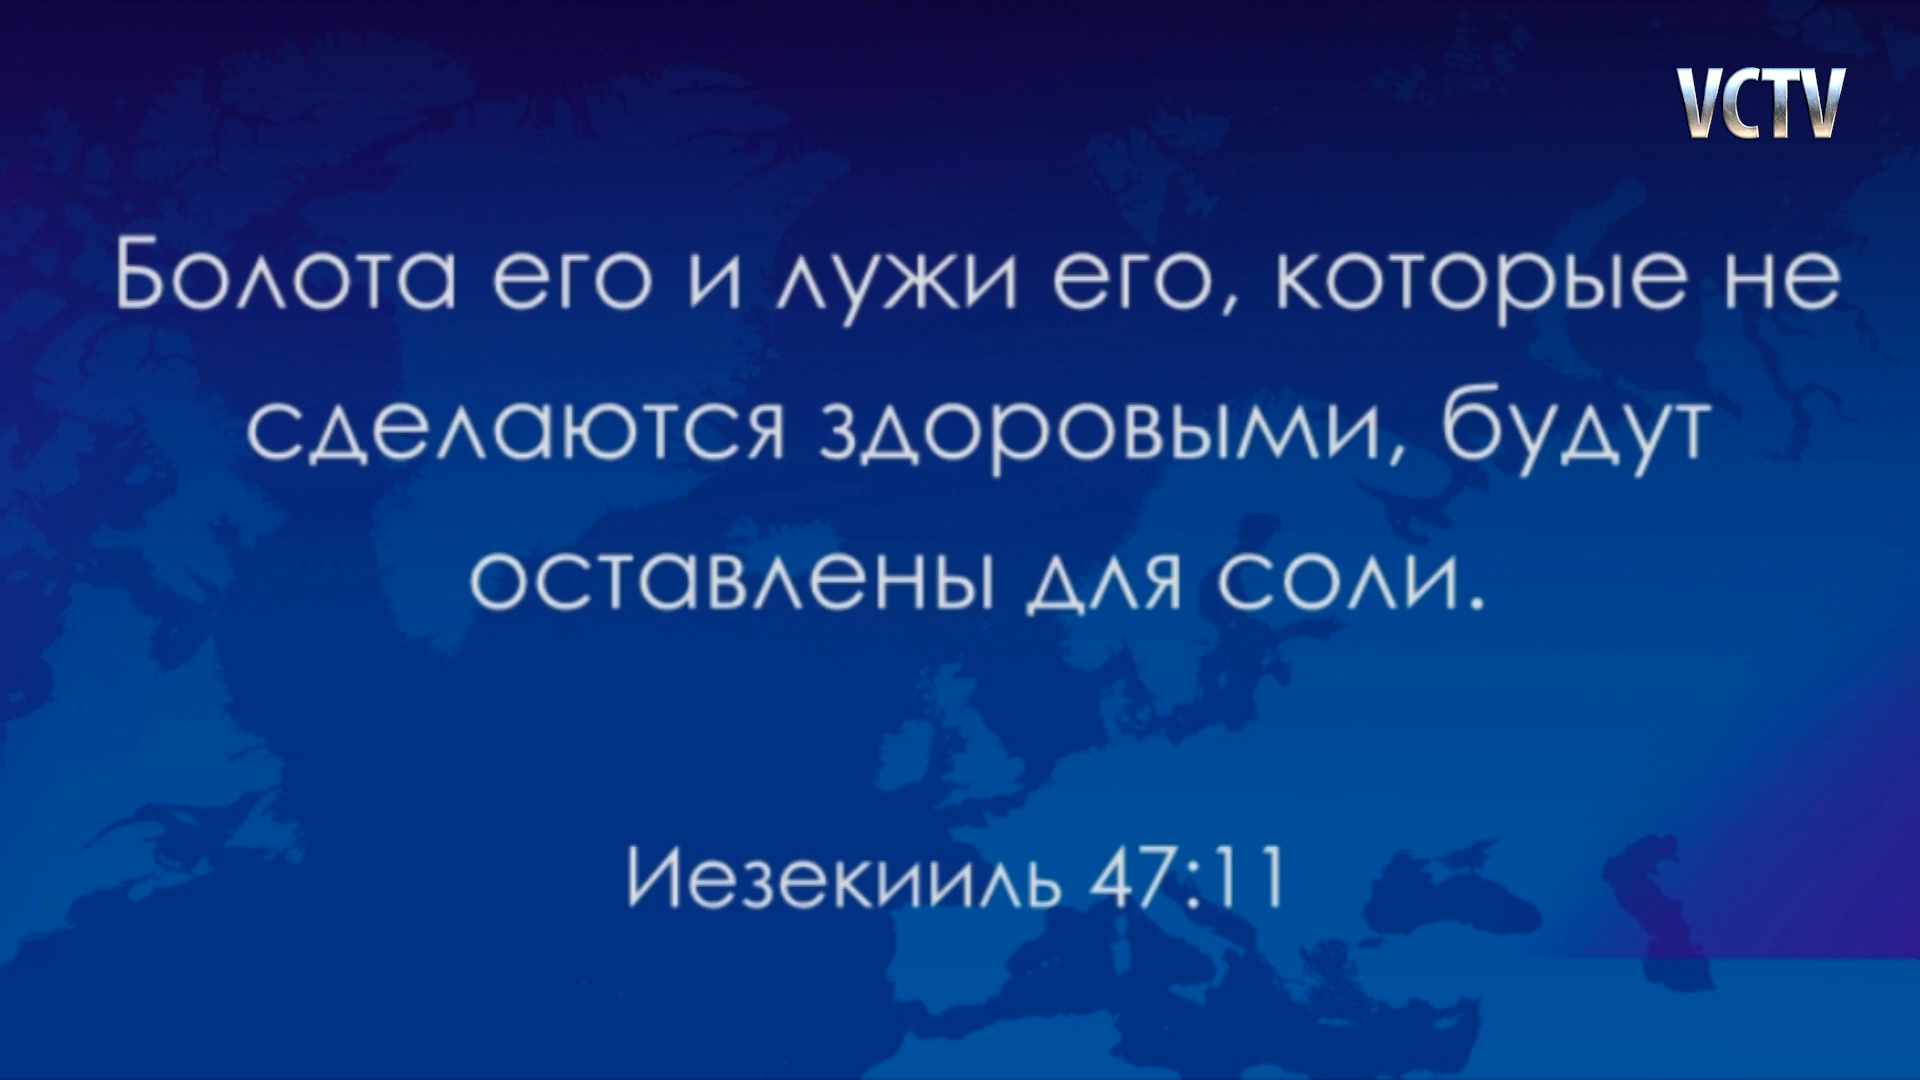 VCTV
Болота его и лужи его, которые не
сделаются здоровыми, будут
оставлены для соли.
Иезекииль 47:11